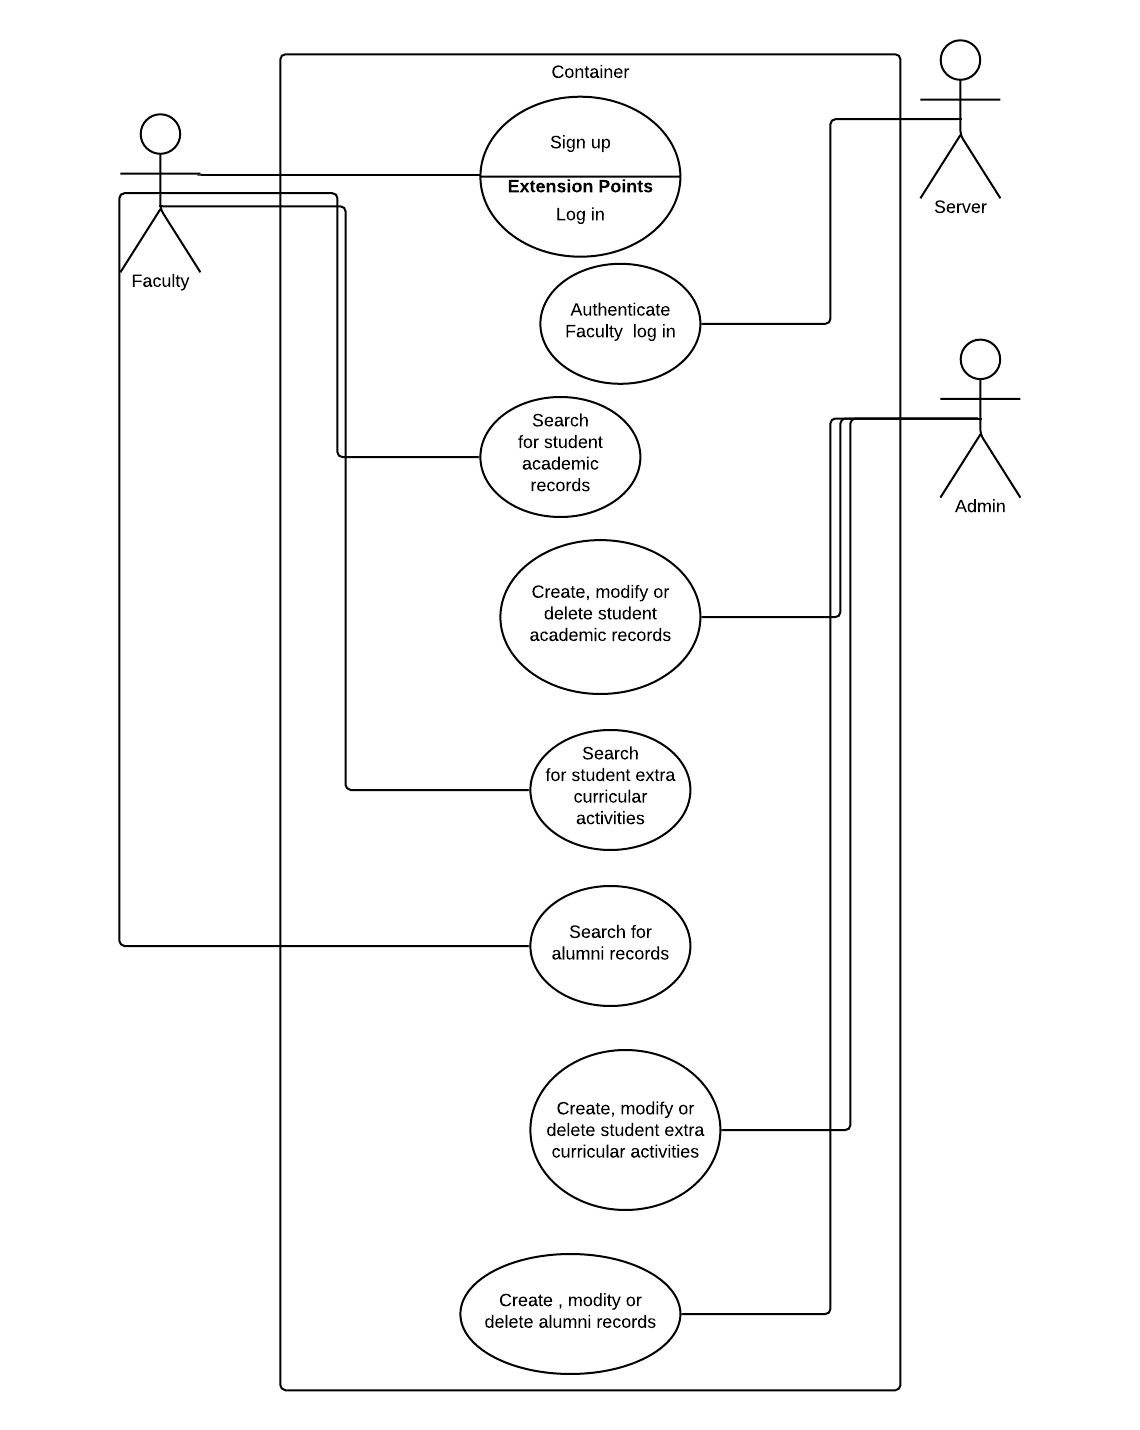 Container
Sign up
Extension Points
Log in
Server
Faculty
Authenticate
Faculty log in
Search
for student
academic
records
Admin
Create, modify or
delete student
academic records
Search
for student extra
curricular
activities
Search for
alumni records
Create, modify or
delete student extra
curricular activities
Create , modity or
delete alumni records